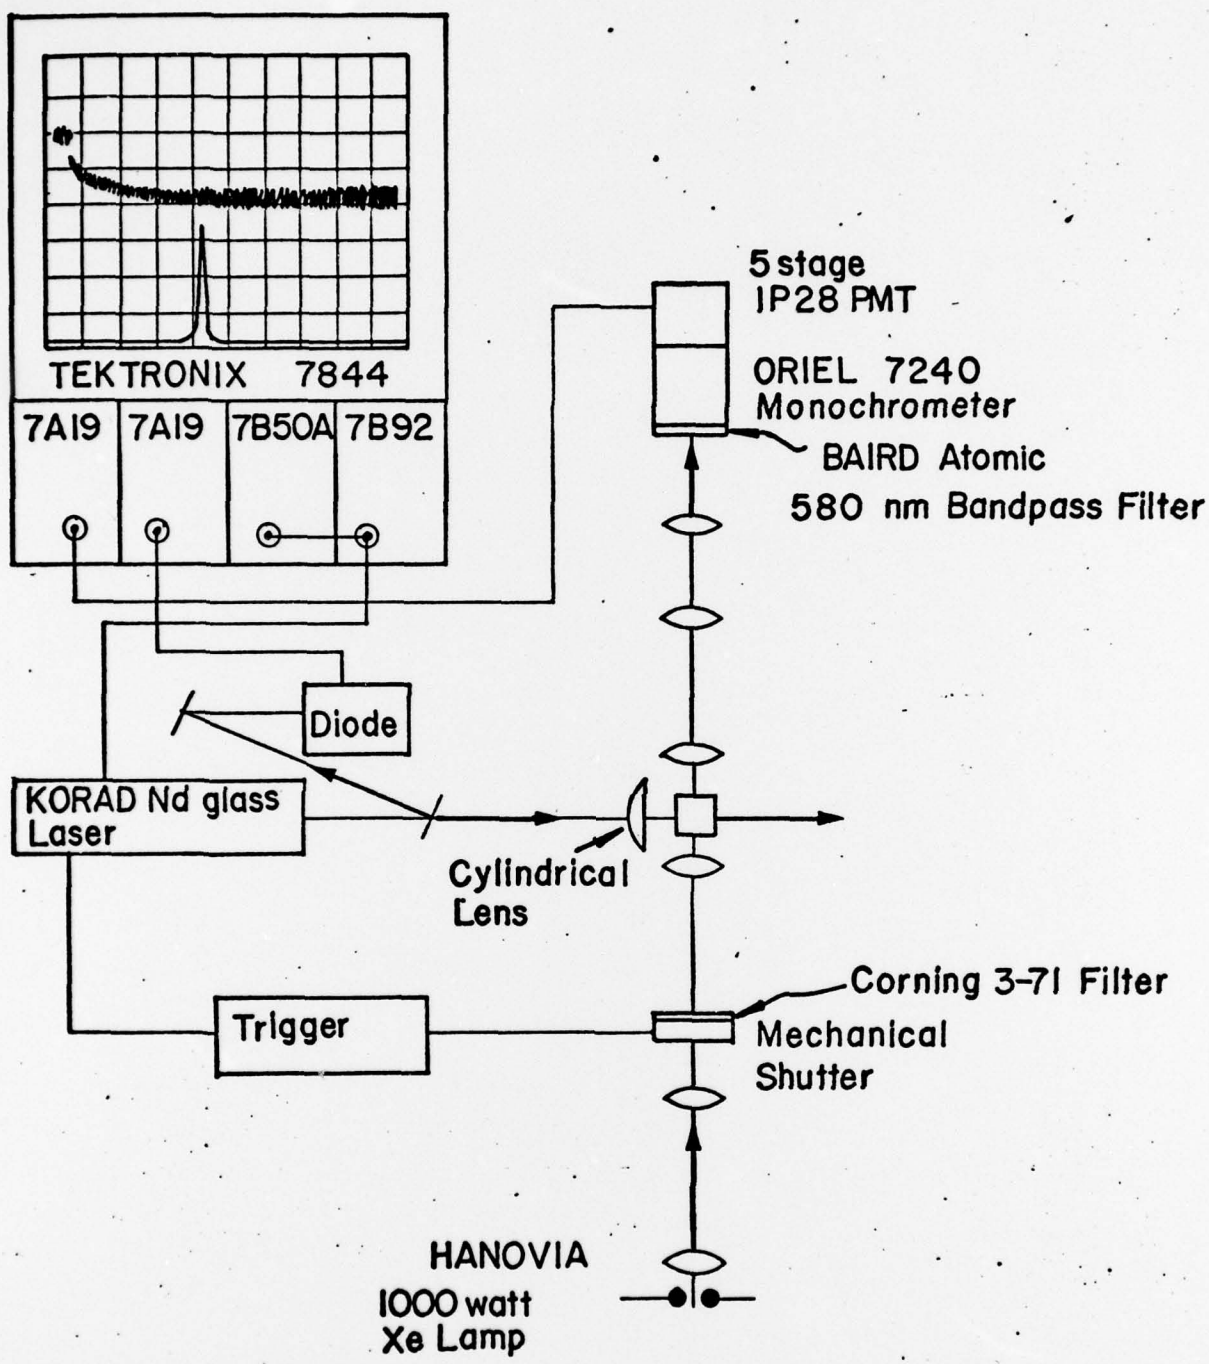 TEKTRONIX 7844
7A19 7A19 7B50A 7B92
5 stage
1P28 PMT
ORIEL 7240
Monochrometer
BAIRD Atomic
580 nm Bandpass Filter
Diode
KORAD Nd glass
Laser
Cylindrical
Lens
Corning 3-71 Filter
Trigger
Mechanical
Shutter
HANOVIA
1000 watt
Xe Lamp